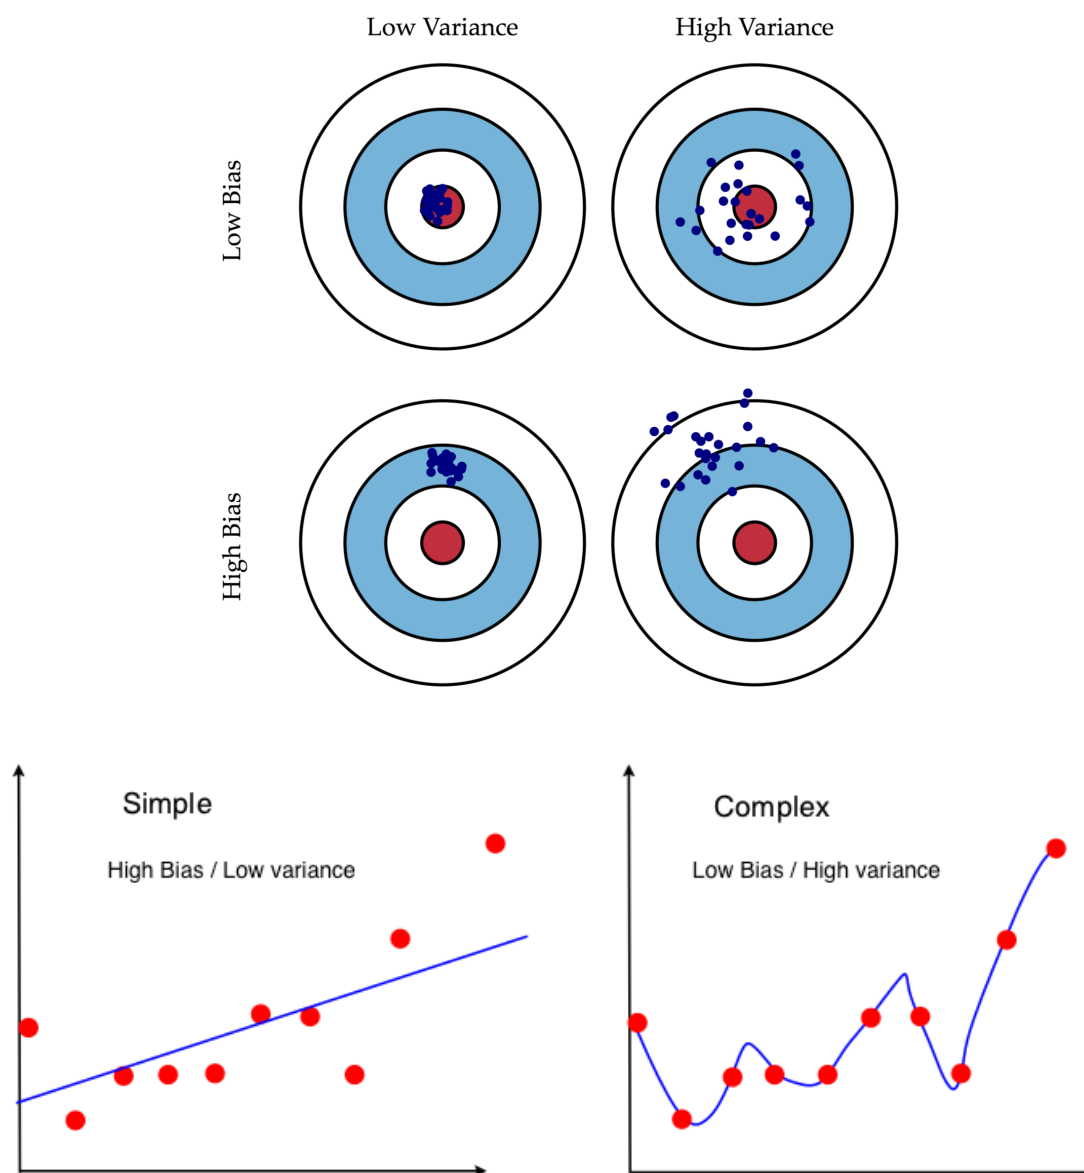 Low Variance
High Variance
Low Bias
High Bias
Simple
High Bias / Low variance
Complex
Low Bias / High variance